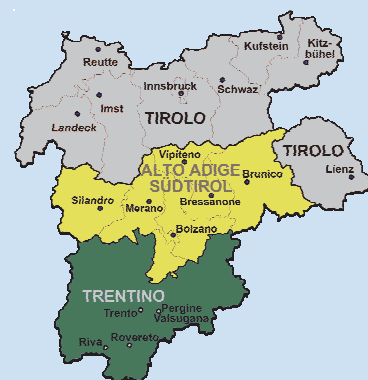 Kufstein
Kitz-
bühel
Reutte
Innsbruck
Schwaz
Imst
Landeck
TIROLO
TIROLO
Vipiteno
ALTO ADIGE
SÜDTIROL
Lienz
Brunico
Silandro
Merano
Bressanone
Bolzano
TRENTINO
Trento
Pergine
Valsugana
Riva
Rovereto